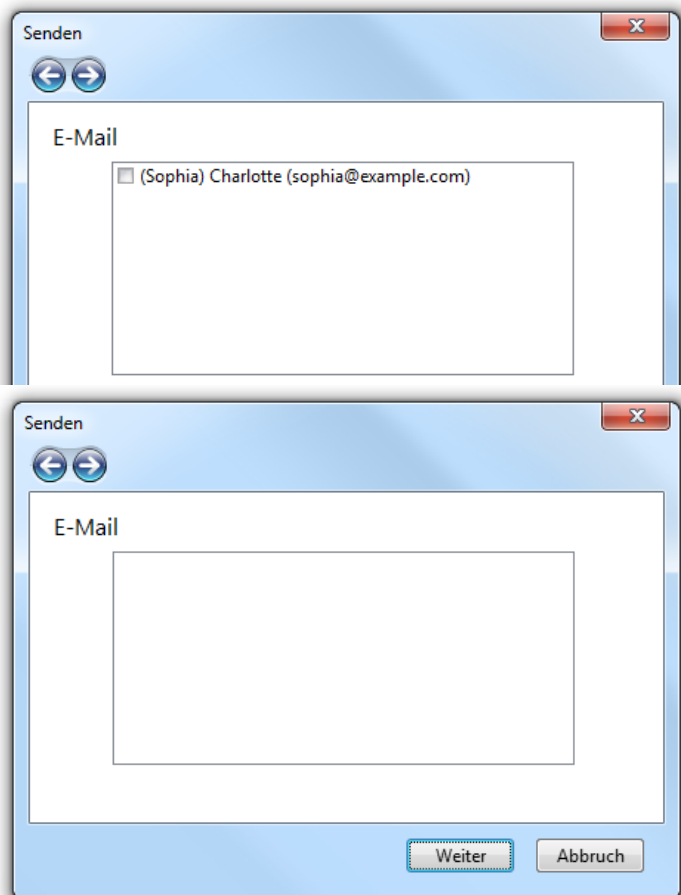 Senden
E-Mail
(Sophia) Charlotte (sophia@example.com)
Senden
E-Mail
Weiter Abbruch